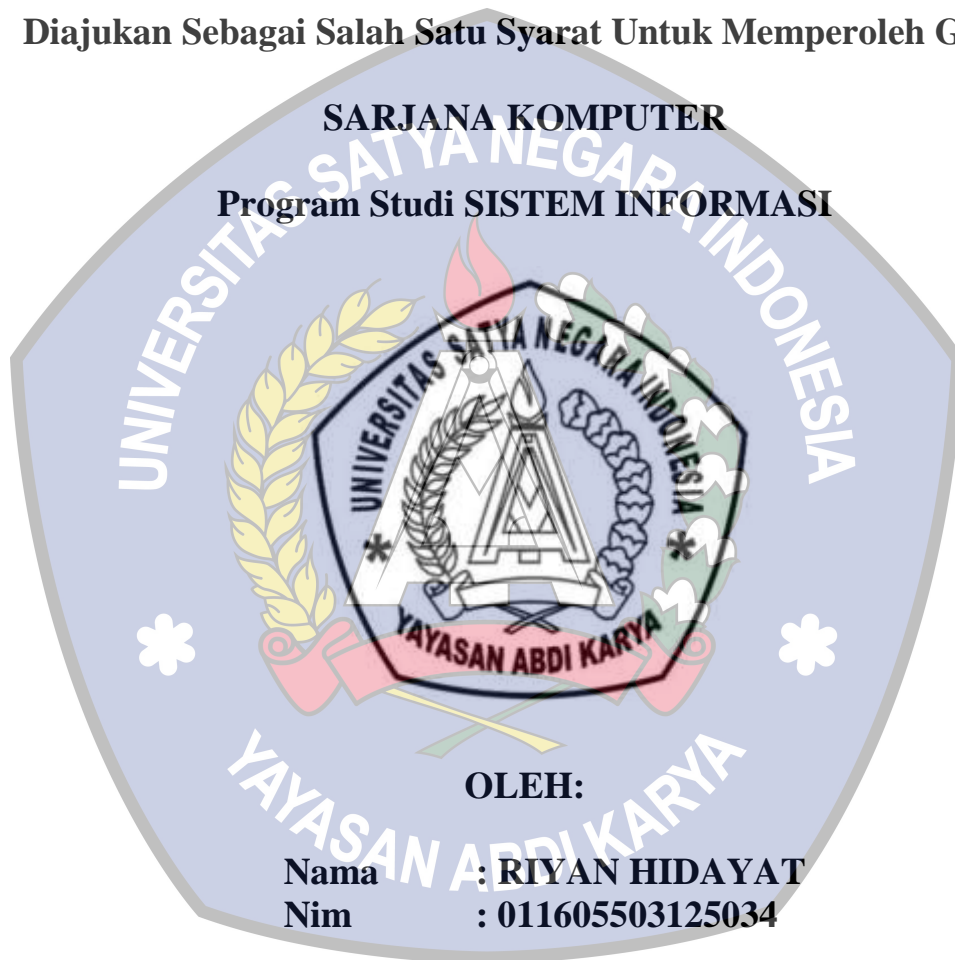 Diajukan Sebagai Salah Satu Syarat Untuk Memperoleh G
SARJANA KOMPUTER
Program Studi SISTEM INFORMASI
UNIVERSITAS SATYA NEGARA INDONESIA
YAYASAN ABDI KARYA
UNIVERSITAS SATYA NEGARA INDONESIA
YAYASAN ABDI KARYA
OLEH:
Nama : RIYAN HIDAYAT
Nim : 011605503125034